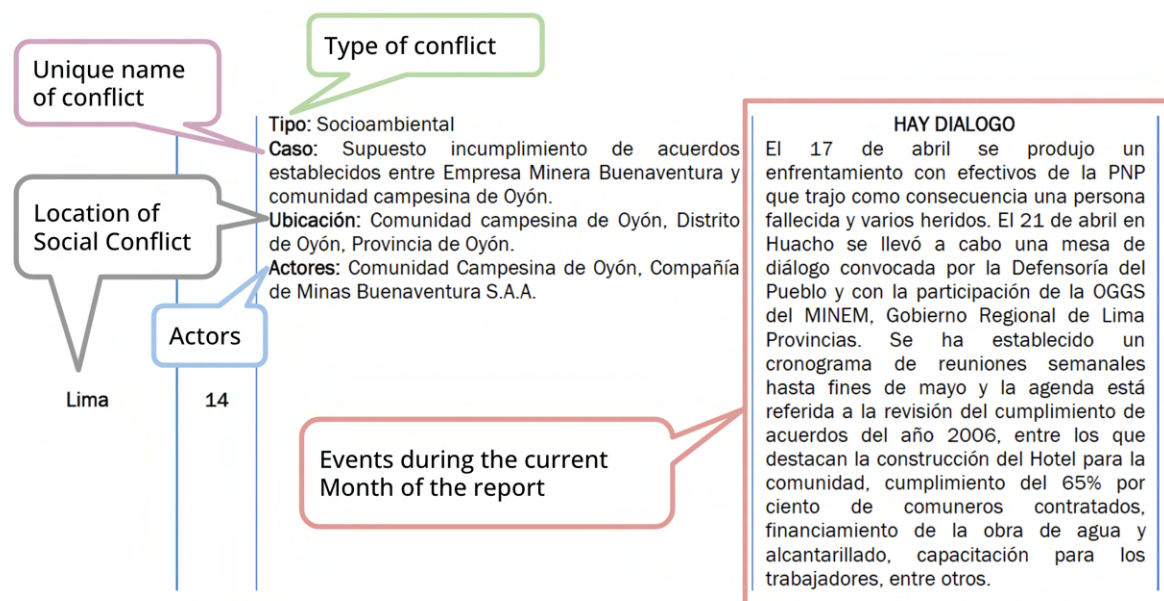 Type of conflict
Unique name
of conflict
Location of
Social Conflict
Actors
Lima
14
Tipo: Socioambiental
Caso: Supuesto incumplimiento de acuerdos
establecidos entre Empresa Minera Buenaventura y
comunidad campesina de Oyón.
Ubicación: Comunidad campesina de Oyón, Distrito
de Oyón, Provincia de Oyón.
Actores: Comunidad Campesina de Oyón, Compañía
de Minas Buenaventura S.A.A.
Events during the current
Month of the report
HAY DIALOGO
El 17 de abril se produjo un
enfrentamiento con efectivos de la PNP
que trajo como consecuencia una persona
fallecida y varios heridos. El 21 de abril en
Huacho se llevó a cabo una mesa de
diálogo convocada por la Defensoría del
Pueblo y con la participación de la OGGS
del MINEM, Gobierno Regional de Lima
Provincias. Se ha establecido un
cronograma de reuniones semanales
hasta fines de mayo y la agenda está
referida a la revisión del cumplimiento de
acuerdos del año 2006, entre los que
destacan la construcción del Hotel para la
comunidad, cumplimiento del 65% por
ciento de comuneros contratados,
financiamiento de la obra de agua y
alcantarillado, capacitación para los
trabajadores, entre otros.